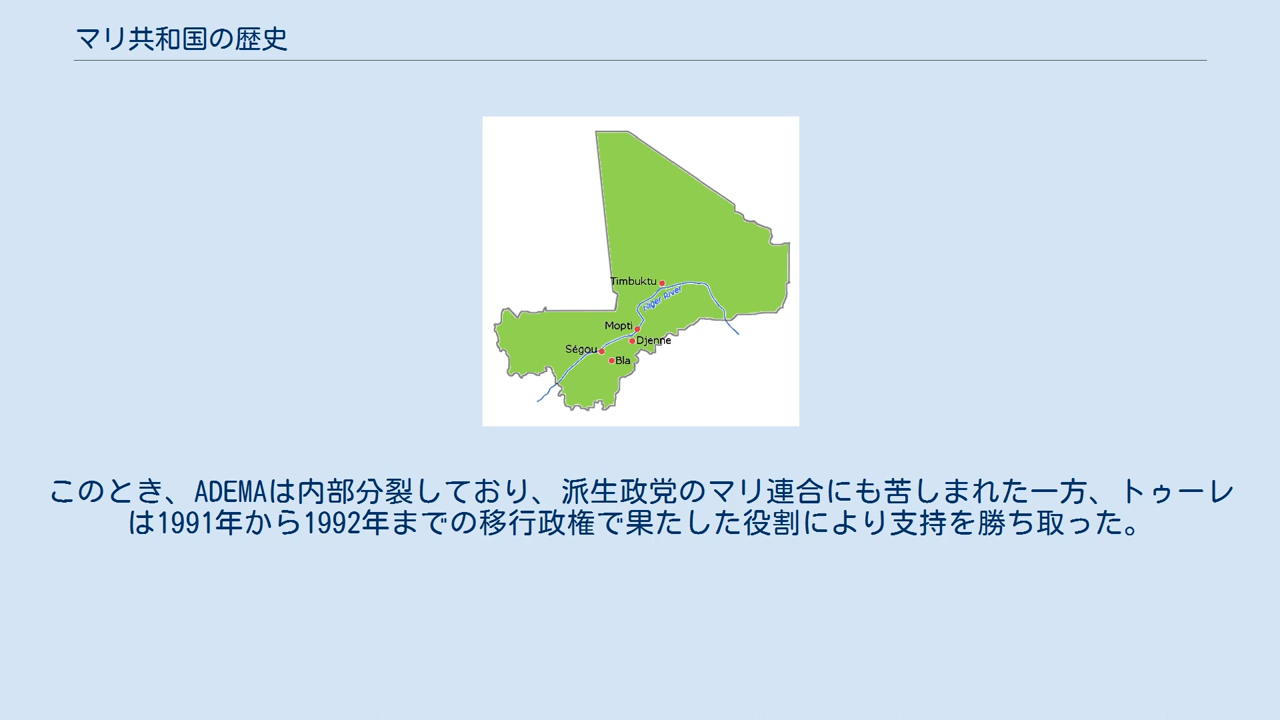 マリ共和国の歴史
Timbuktu
Niger River
Mopti
Djenne
Ségou
Bla
このとき、ADEMAは内部分裂しており、派生政党のマリ連合にも苦しまれた一方、トゥーレ
は1991年から1992年までの移行政権で果たした役割により支持を勝ち取った。